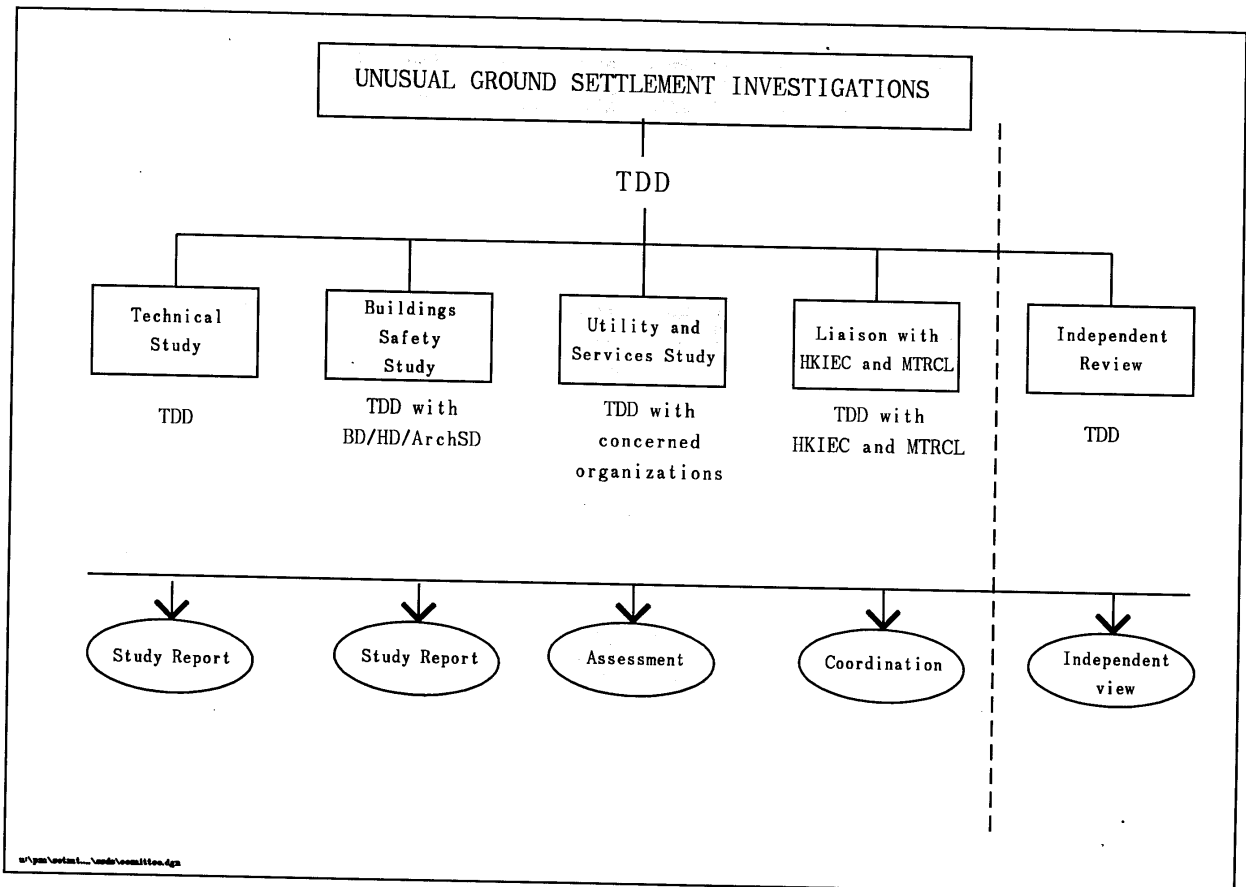 UNUSUAL GROUND SETTLEMENT INVESTIGATIONS
TDD
Technical
Study
TDD
Buildings
Safety
Study
TDD with
BD/HD/ArchSD
Utility and
Services Study
TDD with
concerned
organizations
Liaison with
HKIEC and MTRCL
TDD with
HKIEC and MTRCL
Independent
Review
TDD
Study Report
Study Report
Assessment
Coordination
Independent
view